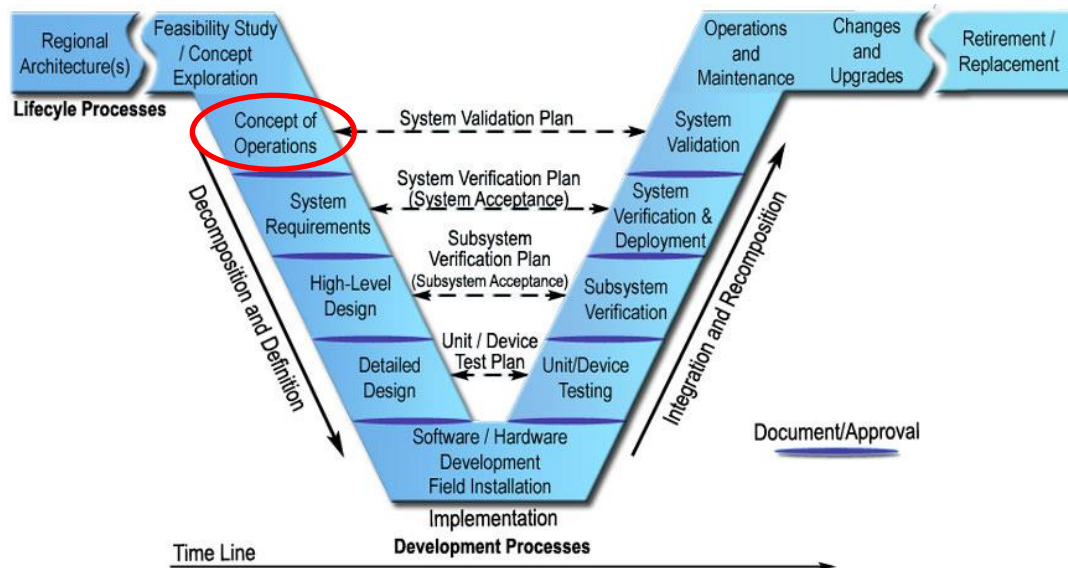 Regional
Architecture(s)
Feasibility Study
/ Concept
Exploration
Operations
and
Maintenance
Changes
and
Upgrades
Retirement /
Replacement
Lifecyle Processes
Concept of
Operations
System Validation Plan
System
Validation
System
Requirements
System Verification Plan
(System Acceptance)
System
Verification &
Deployment
High-Level
Design
Subsystem
Verification Plan
(Subsystem Acceptance)
Subsystem
Verification
Detailed
Design
Unit / Device
Test Plan
Unit/Device
Testing
Decomposition and Definition
Integration and Recomposition
Software / Hardware
Development
Field Installation
Document/Approval
Implementation
Development Processes
Time Line